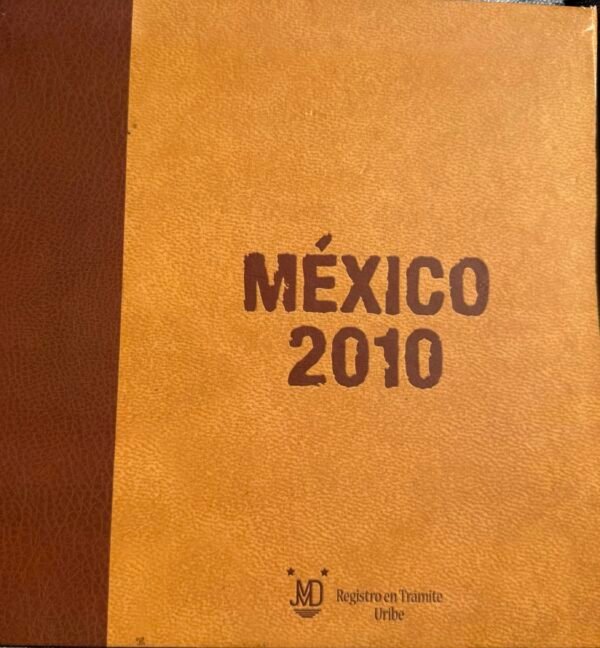 MÉXICO
2010
JMD
Registro en Trámite
Uribe